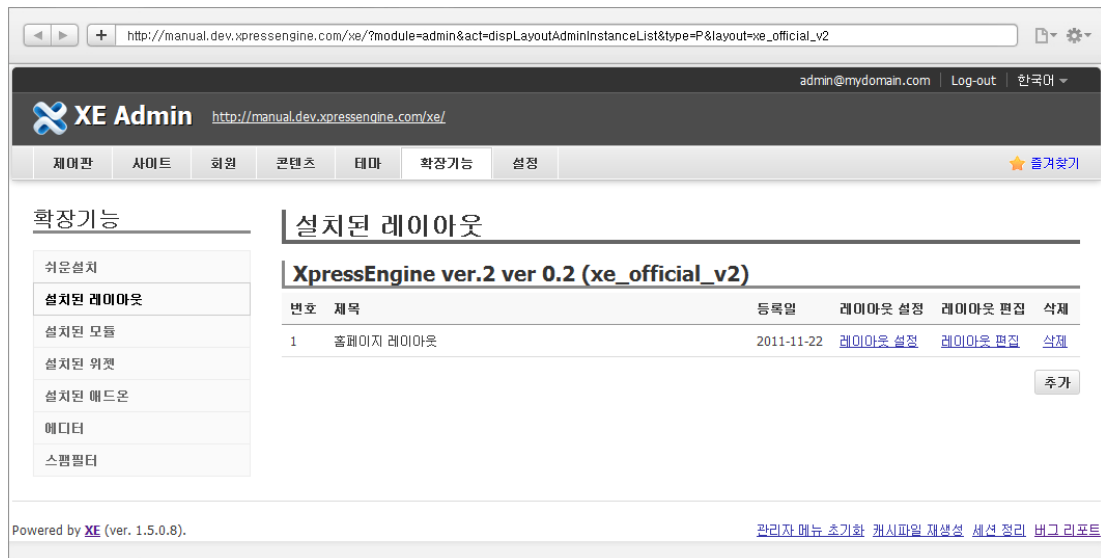 http://manual.dev.xpressengine.com/xe/?module=admin&act=dispLayoutAdminInstanceList&type=P&layout=xe_official_v2
admin@mydomain.com | Log-out | 한국어
XE Admin http://manual.dev.xpressengine.com/xe/
제어판 사이트 회원 콘텐츠 테마 확장기능 설정 즐겨찾기
확장기능
쉬운설치
설치된 레이아웃
설치된 모듈
설치된 위젯
설치된 애드온
에디터
스팸필터
설치된 레이아웃
XpressEngine ver.2 ver 0.2 (xe_official_v2)
번호 제목 등록일 레이아웃 설정 레이아웃 편집 삭제
1 홈페이지 레이아웃 2011-11-22 레이아웃 설정 레이아웃 편집 삭제
추가
Powered by XE (ver. 1.5.0.8). 관리자 메뉴 초기화 캐시파일 재생성 세션 정리 버그 리포트